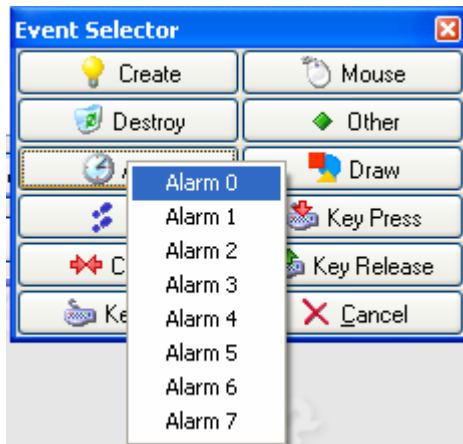 Event Selector
Create
Mouse
Destroy
Other
Draw
Key Press
Key Release
Cancel
Alarm 0
Alarm 1
Alarm 2
Alarm 3
Alarm 4
Alarm 5
Alarm 6
Alarm 7